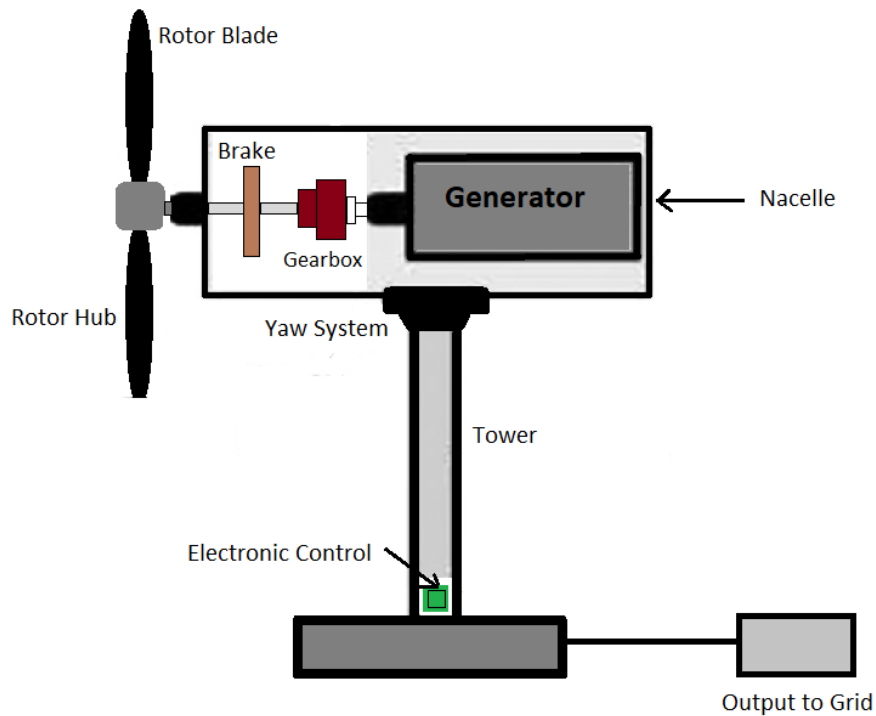 Rotor Blade
Brake
Generator
Nacelle
Gearbox
Rotor Hub
Yaw System
Tower
Electronic Control
Output to Grid